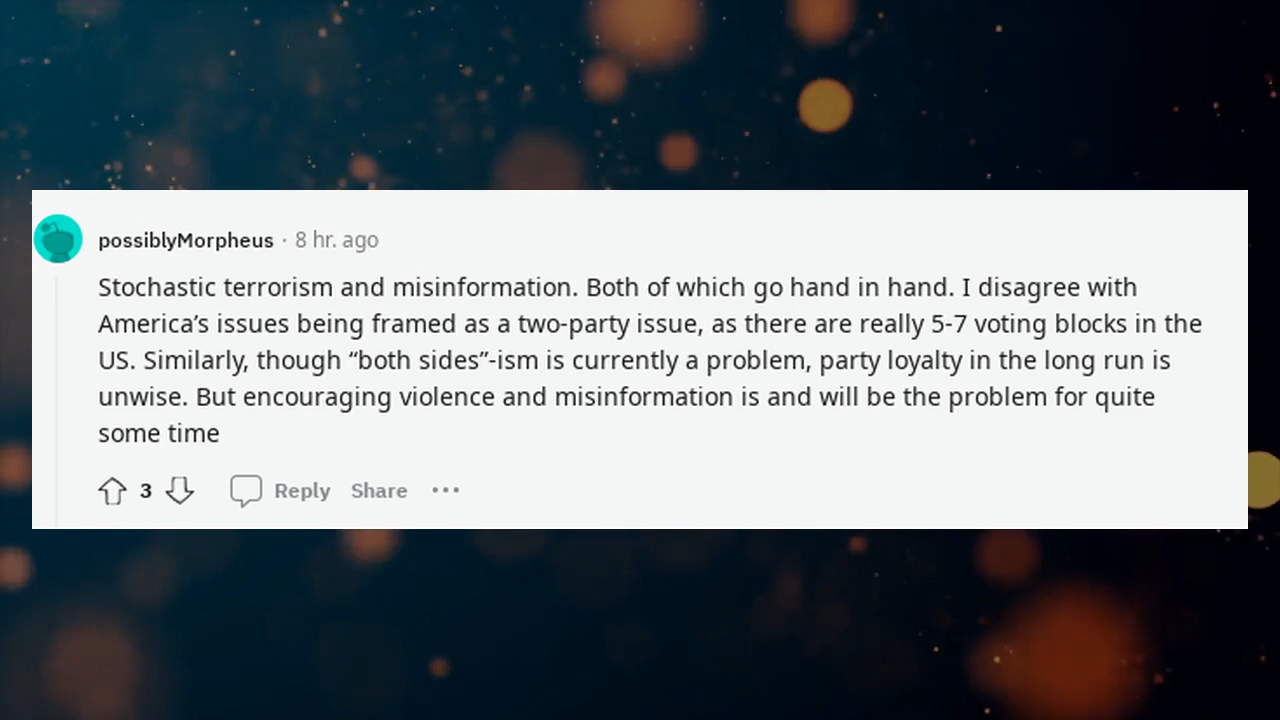 possiblyMorpheus · 8 hr. ago
Stochastic terrorism and misinformation. Both of which go hand in hand. I disagree with
America’s issues being framed as a two-party issue, as there are really 5-7 voting blocks in the
US. Similarly, though “both sides”-ism is currently a problem, party loyalty in the long run is
unwise. But encouraging violence and misinformation is and will be the problem for quite
some time
3 Reply Share